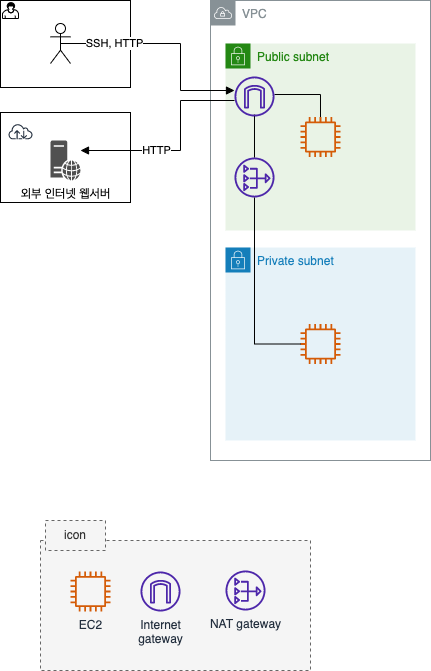 VPC
SSH, HTTP
Public subnet
HTTP
외부 인터넷 웹서버
Private subnet
icon
EC2
Internet
gateway
NAT gateway